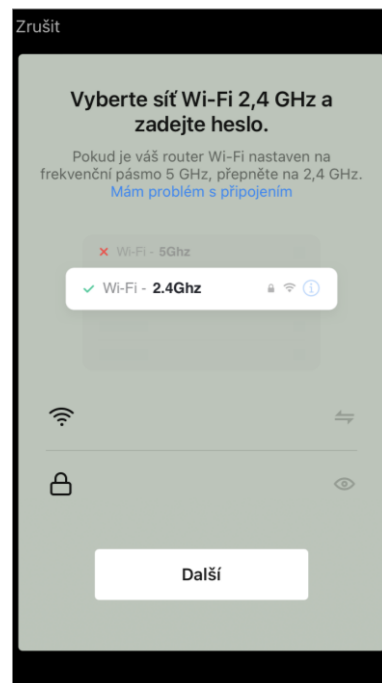 Zrušit
Vyberte síť Wi-Fi 2,4 GHz a
zadejte heslo.
Pokud je váš router Wi-Fi nastaven na
frekvenční pásmo 5 GHz, přepněte na 2,4 GHz.
Mám problém s připojením
Wi-Fi - 5Ghz
Wi-Fi - 2.4Ghz
Další